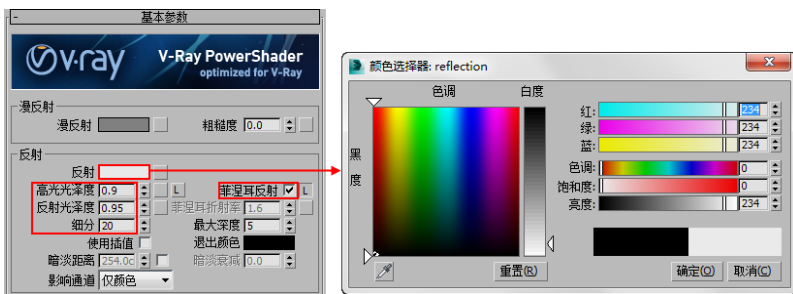 - 基本参数
v·ray V-Ray PowerShader
optimized for V-Ray
漫反射
漫反射 粗糙度 0.0
反射
反射
高光光泽度 0.9 L 菲涅耳反射 L
反射光泽度 0.95 菲涅耳折射率 1.6
细分 20 最大深度 5
使用插值 退出颜色
暗淡距离 254.0c 暗淡衰减 0.0
影响通道 仅颜色
颜色选择器: reflection
色调 白度
黑
度
红: 234
绿: 234
蓝: 234
色调: 0
饱和度: 0
亮度: 234
重置(R) 确定(O) 取消(C)